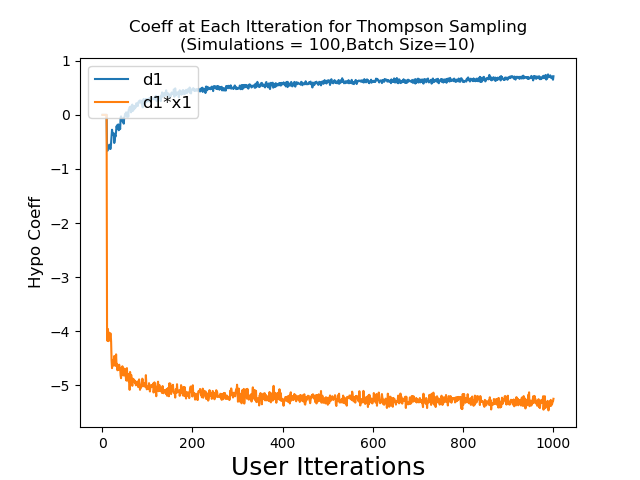 Coeff at Each Itteration for Thompson Sampling
(Simulations = 100,Batch Size=10)
d1
d1*x1
1
0
−1
−2
−3
−4
−5
Hypo Coeff
0 200 400 600 800 1000
User Itterations